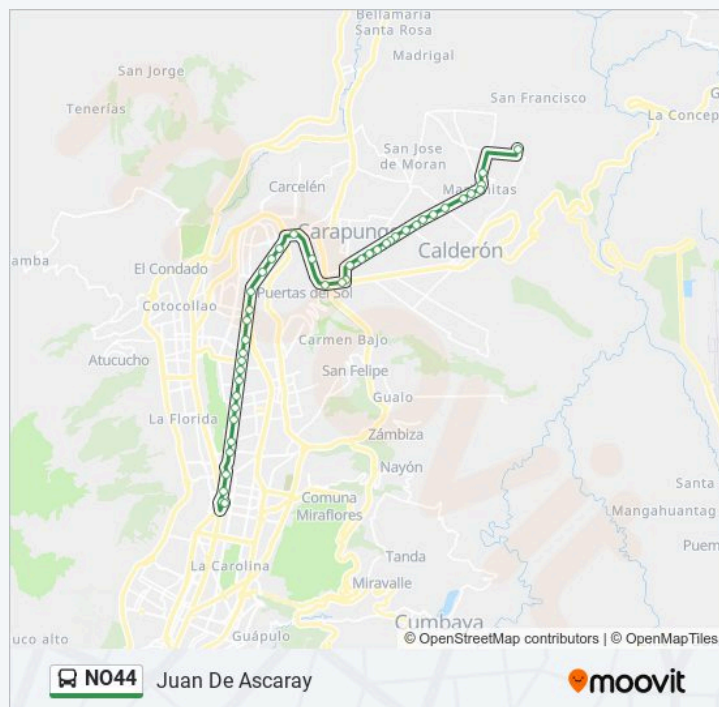 Bellamaria
Santa Rosa
Madrigal
San Jorge
San Francisco
Tenerías
La Concep
San Jose
de Moran
Carcelén
Carapungo
Calderón
amba
El Condado
Puertas del Sol
Cotocollao
Carmen Bajo
Atucucho
San Felipe
Gualo
La Florida
Zámbiza
Nayón
Santa
Comuna
Miraflores
Mangahuantag
Tanda
Puem
La Carolina
Miravalle
Cumbaya
uco alto
Guápulo
© OpenStreetMap contributors | © OpenMapTiles
NO44
Juan De Ascaray
moovit